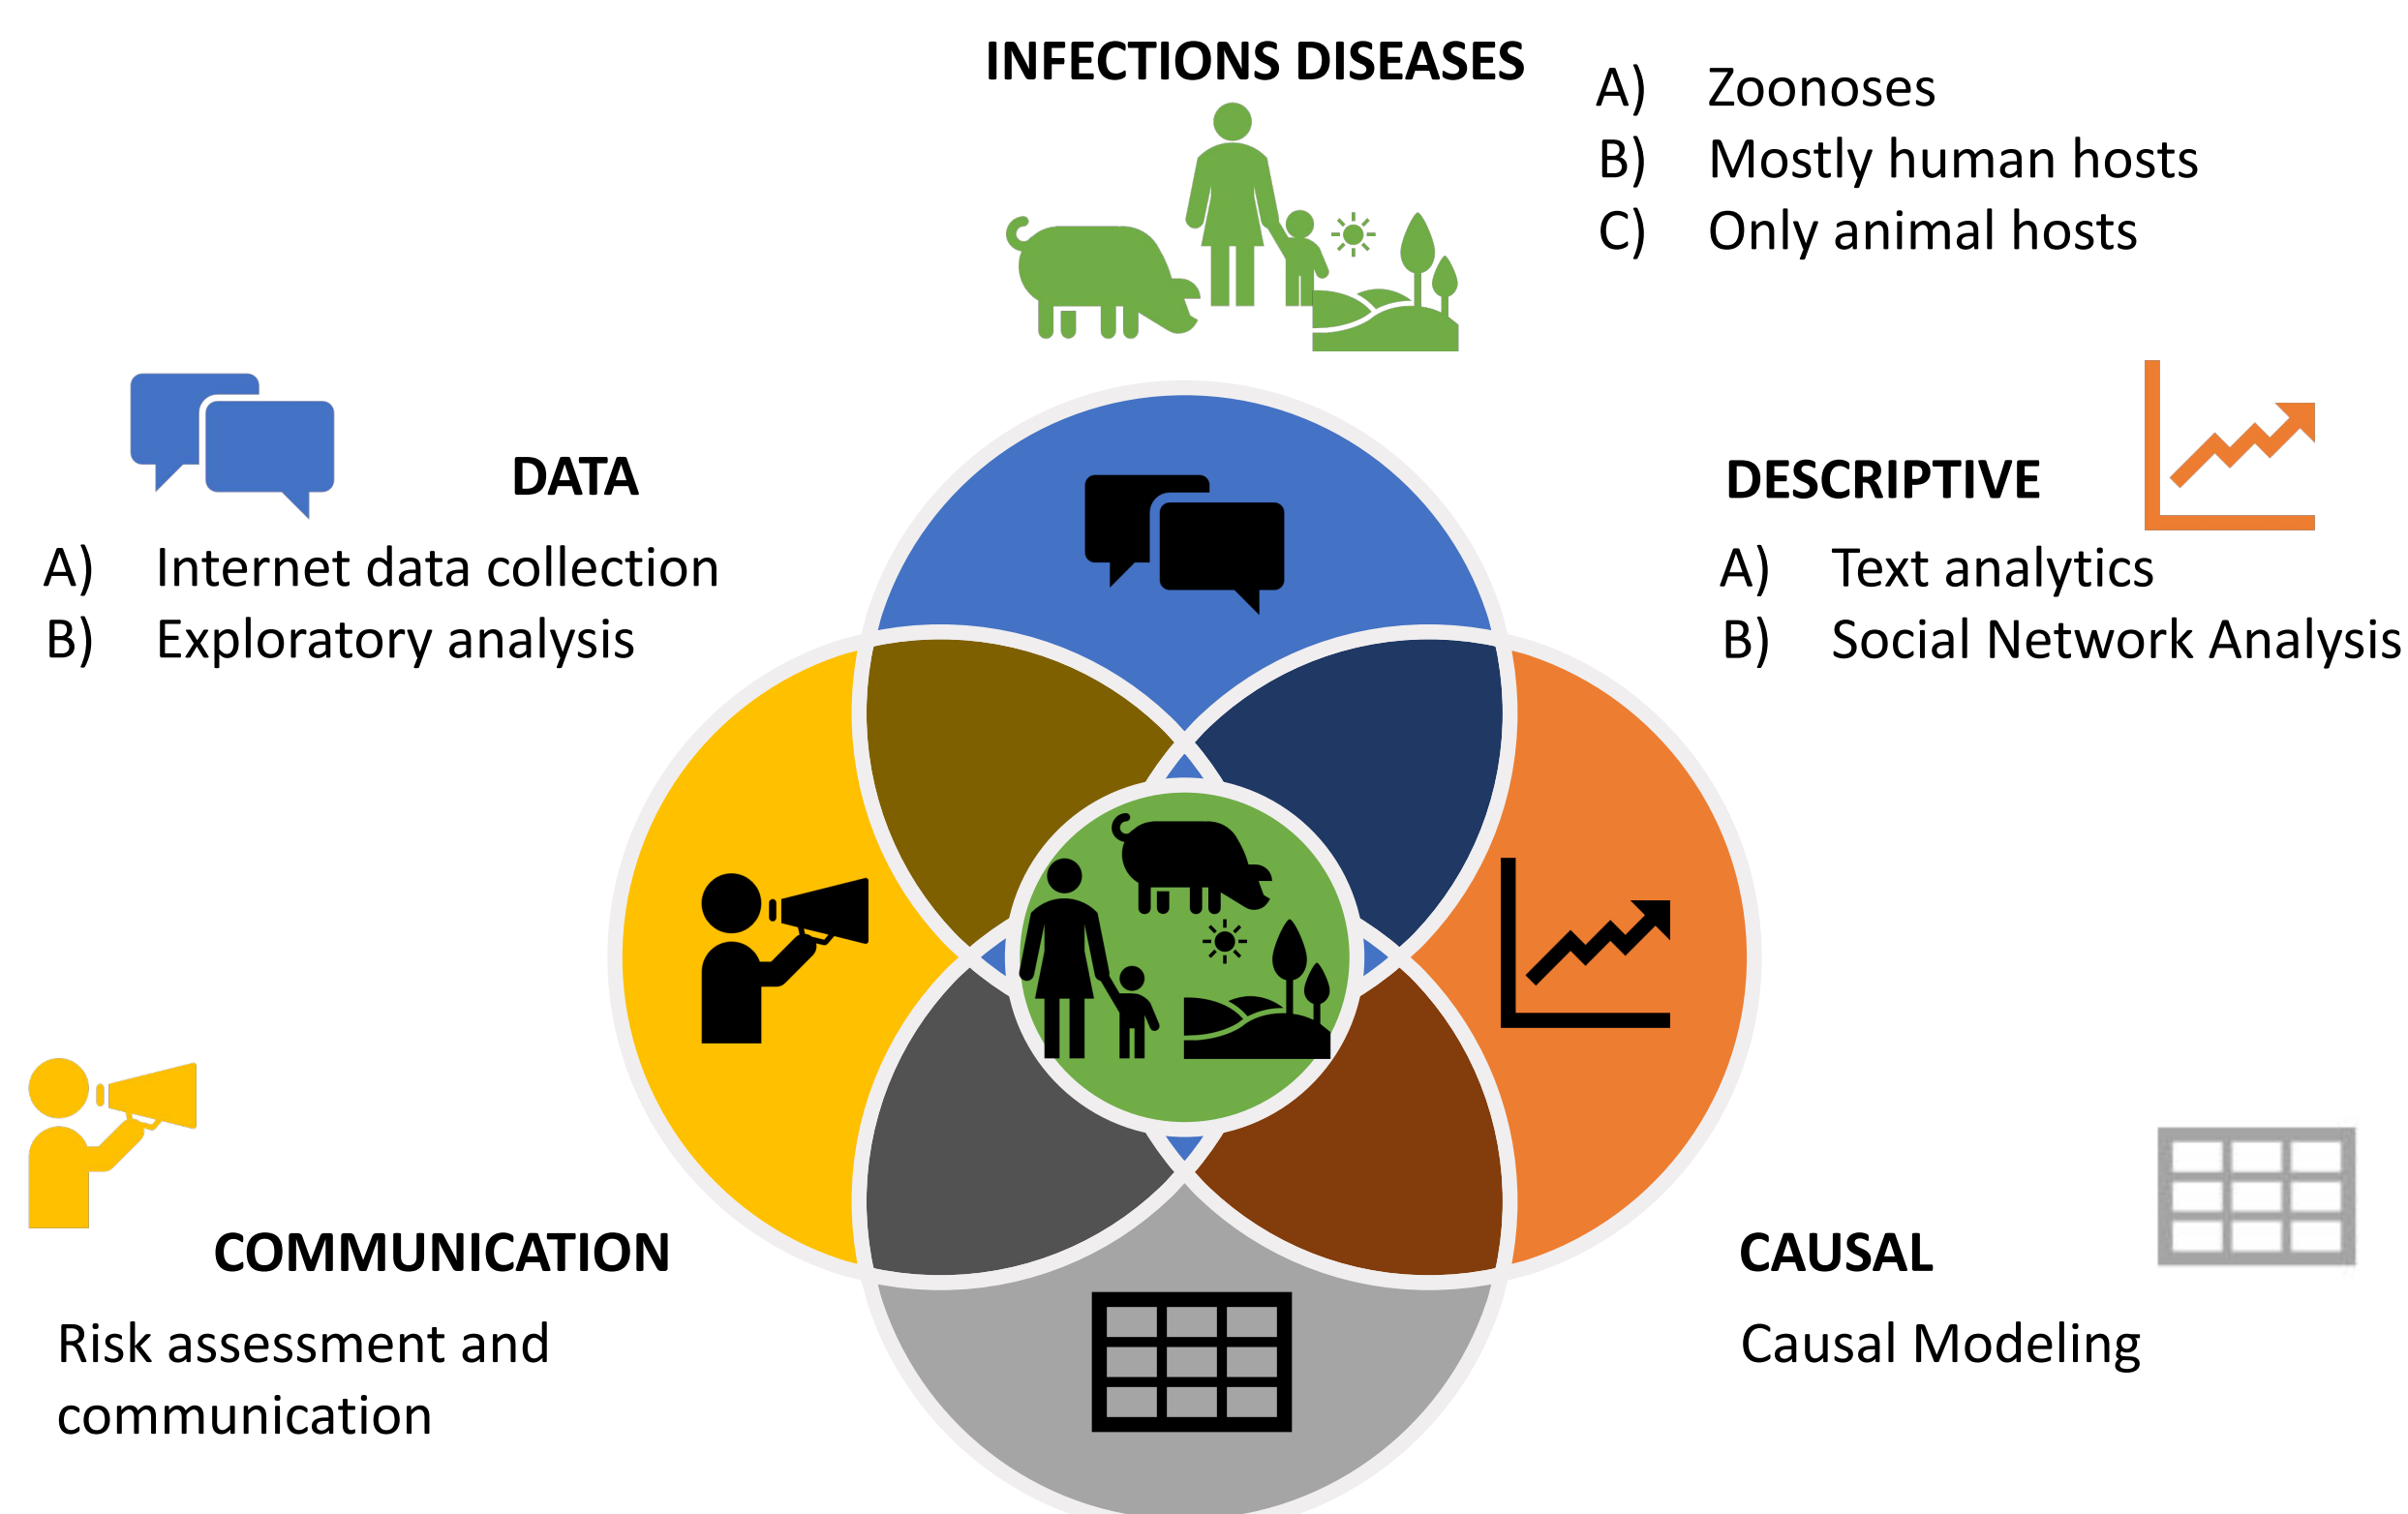 INFECTIONS DISEASES
A) Zoonoses
B) Mostly human hosts
C) Only animal hosts
DATA
A) Internet data collection
B) Exploratory analysis
DESCRIPTIVE
A) Text analytics
B) Social Network Analysis
COMMUNICATION
Risk assessment and
communication
CAUSAL
Causal Modeling